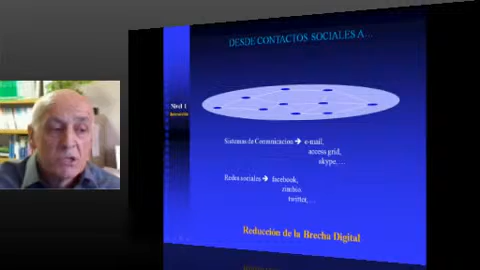 DESDE CONTACTOS SOCIALES A...
Nivel 1
Sistemas de Comunicacion → e-mail,
access grid,
skype,...
Redes sociales → facebook,
zimbio
twitter,...
Reducción de la Brecha Digital